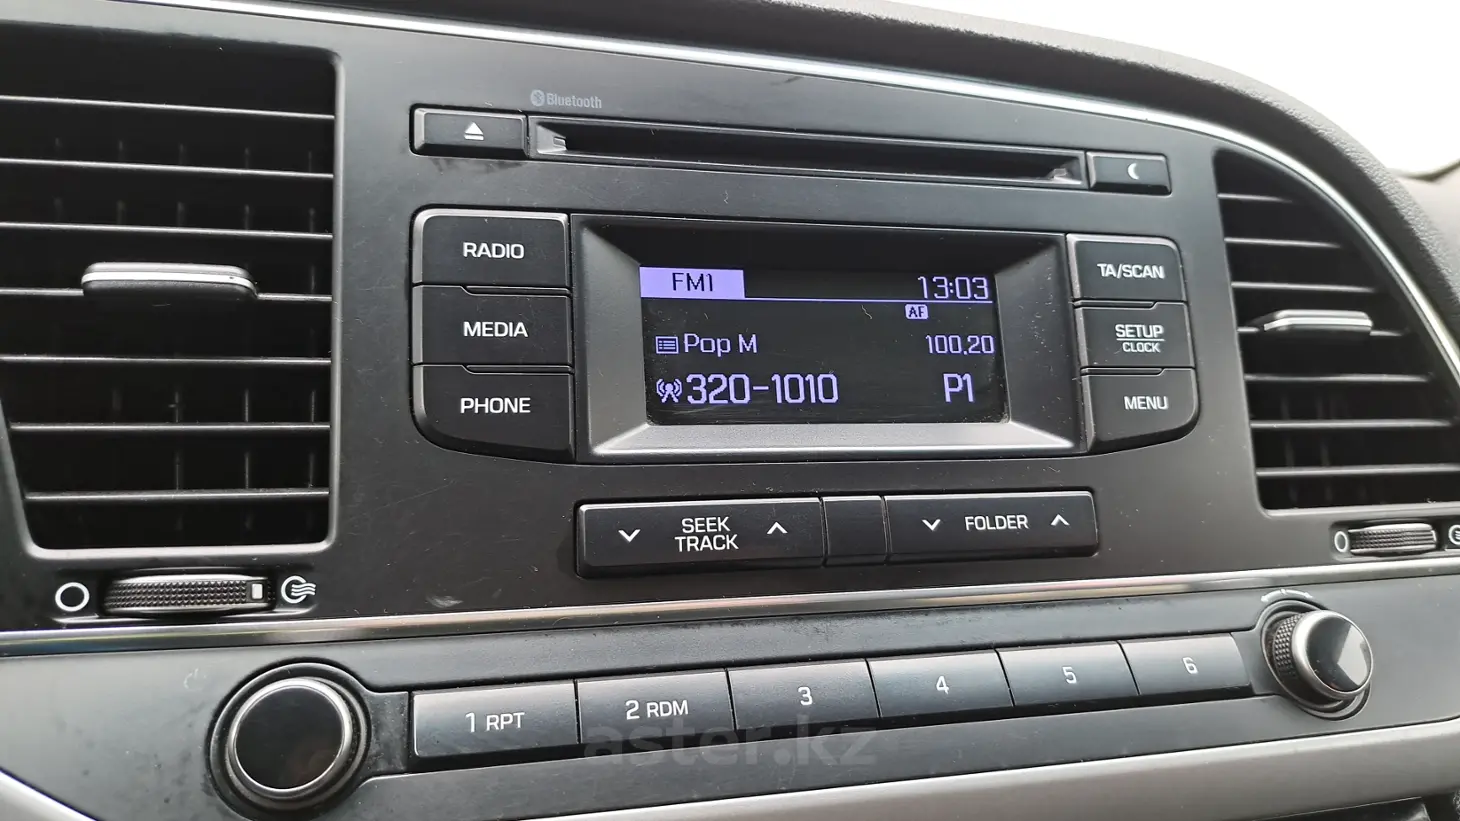 Bluetooth
RADIO
MEDIA
PHONE
FM1
13:03
AF
Pop M
100,20
320-1010
P1
TA/SCAN
SETUP
CLOCK
MENU
SEEK
TRACK
FOLDER
1 RPT
2 RDM
3
4
5
6
aster.kz